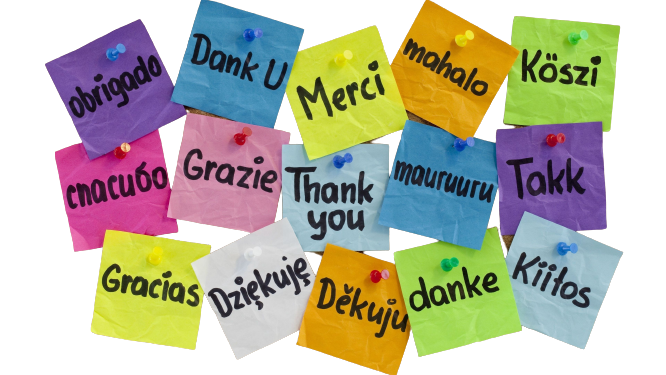 obrigado
Dank U
Merci
mahalo
Köszi
спасибо
Grazie
Thank
you
mauruuru
Takk
Gracias
Dziękuję
Děkuju
danke
Kiitos